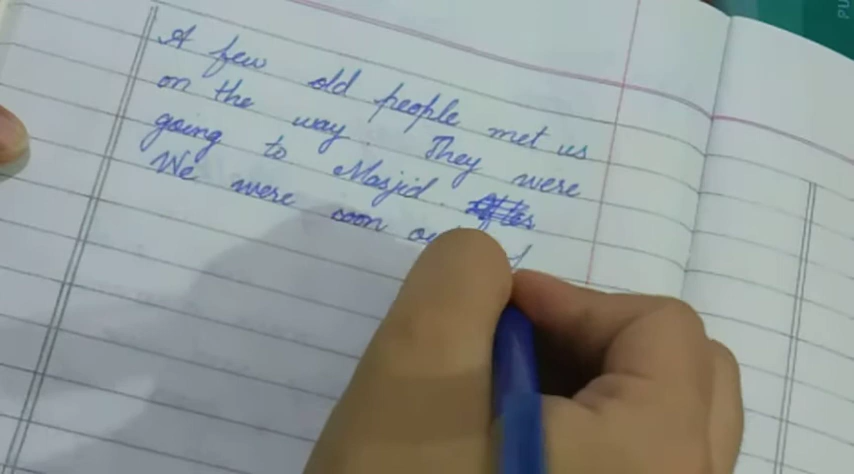 A few old people met us
on the way. They were
going to Masjid.
We were soon